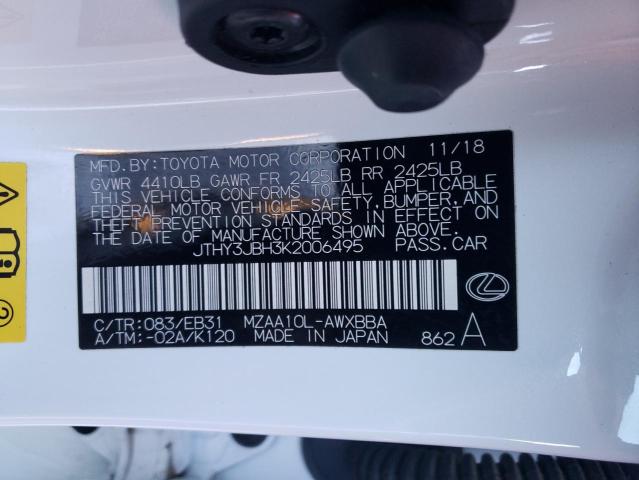 MFD.BY:TOYOTA MOTOR CORPORATION 11/18
GVWR 4410LB GAWR FR 2425LB RR 2425LB
THIS VEHICLE CONFORMS TO ALL APPLICABLE
FEDERAL MOTOR VEHICLE SAFETY, BUMPER, AND
THEFT PREVENTION STANDARDS IN EFFECT ON
THE DATE OF MANUFACTURE SHOWN ABOVE.
JTHY3JBH3K2006495 PASS.CAR
C/TR:083/EB31 MZAA10L-AWXBBA
A/TM:-02A/K120 MADE IN JAPAN 862 A